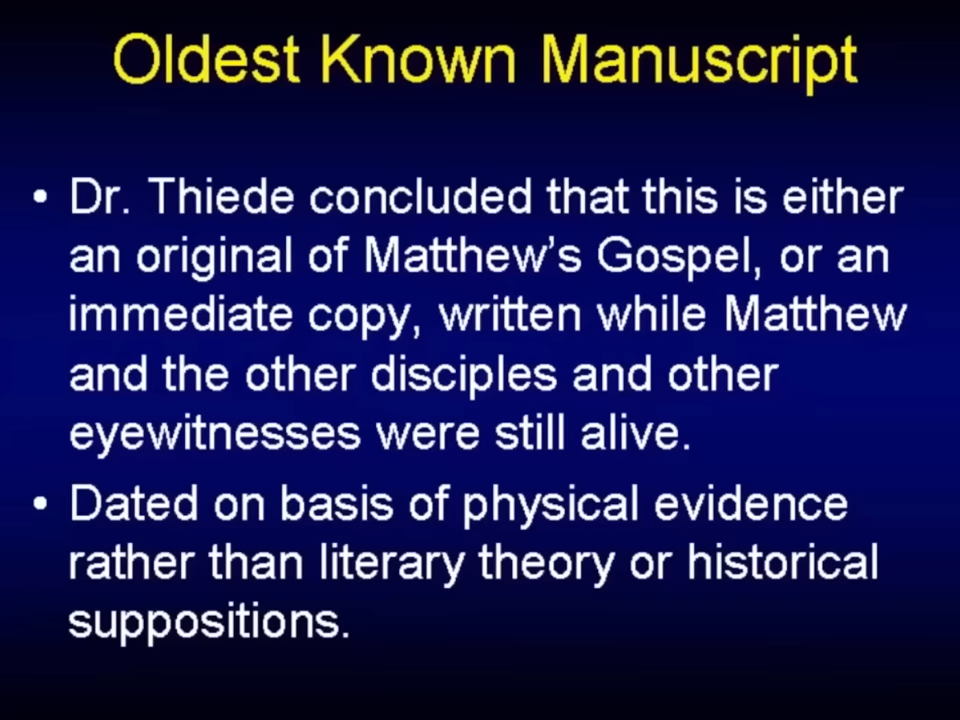 Oldest Known Manuscript
• Dr. Thiede concluded that this is either
an original of Matthew’s Gospel, or an
immediate copy, written while Matthew
and the other disciples and other
eyewitnesses were still alive.
• Dated on basis of physical evidence
rather than literary theory or historical
suppositions.